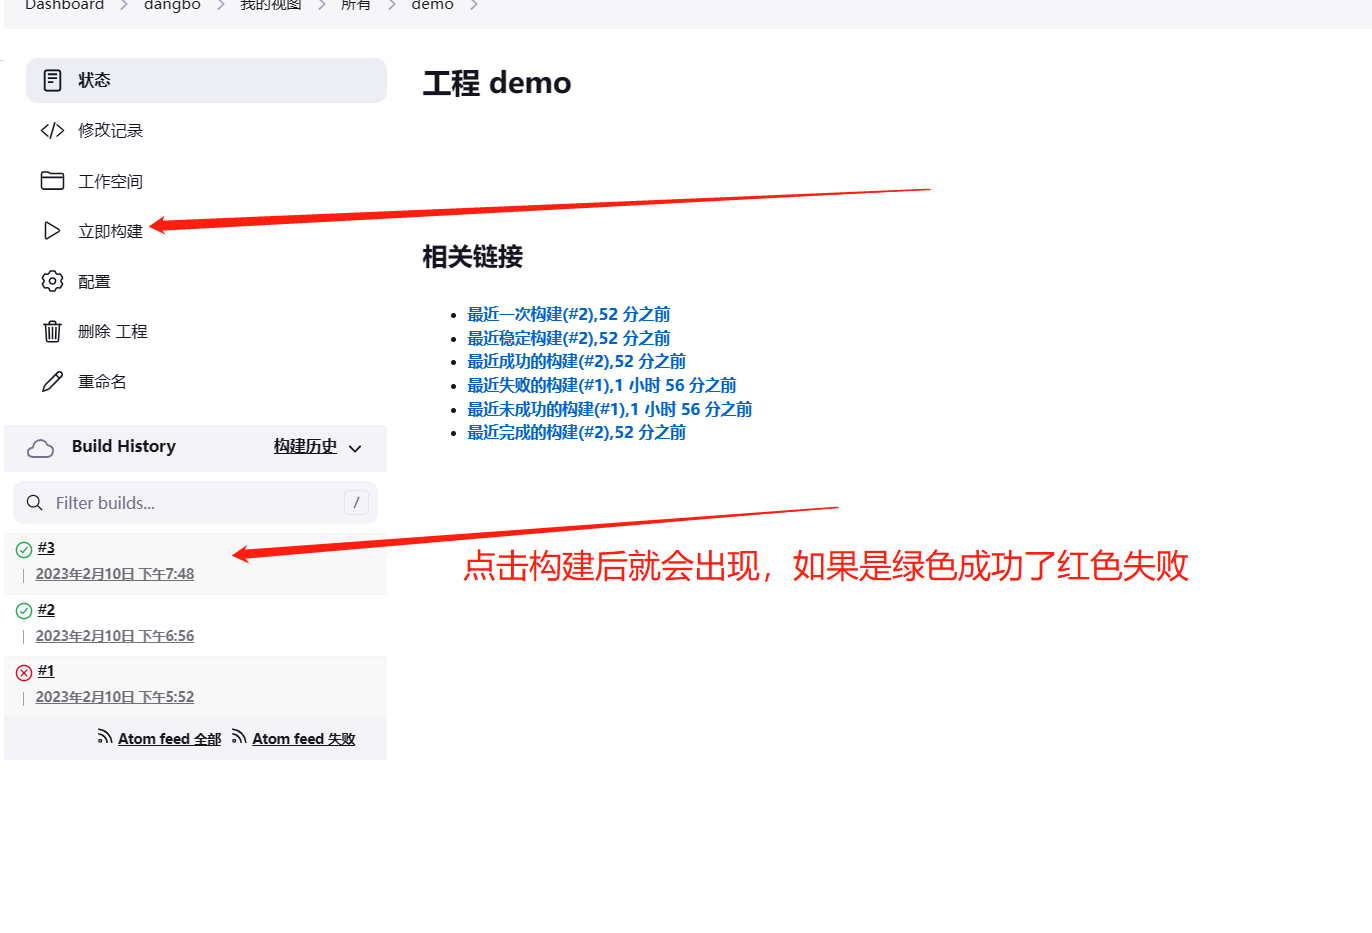 Dashboard > dangbo > 我的视图 > 所有 > demo >
状态
修改记录
工作空间
立即构建
配置
删除 工程
重命名
工程 demo
相关链接
最近一次构建(#2),52 分之前
最近稳定构建(#2),52 分之前
最近成功的构建(#2),52 分之前
最近失败的构建(#1),1 小时 56 分之前
最近未成功的构建(#1),1 小时 56 分之前
最近完成的构建(#2),52 分之前
Build History 构建历史
Filter builds... /
#3
2023年2月10日 下午7:48
#2
2023年2月10日 下午6:56
#1
2023年2月10日 下午5:52
Atom feed 全部 Atom feed 失败
点击构建后就会出现，如果是绿色成功了红色失败